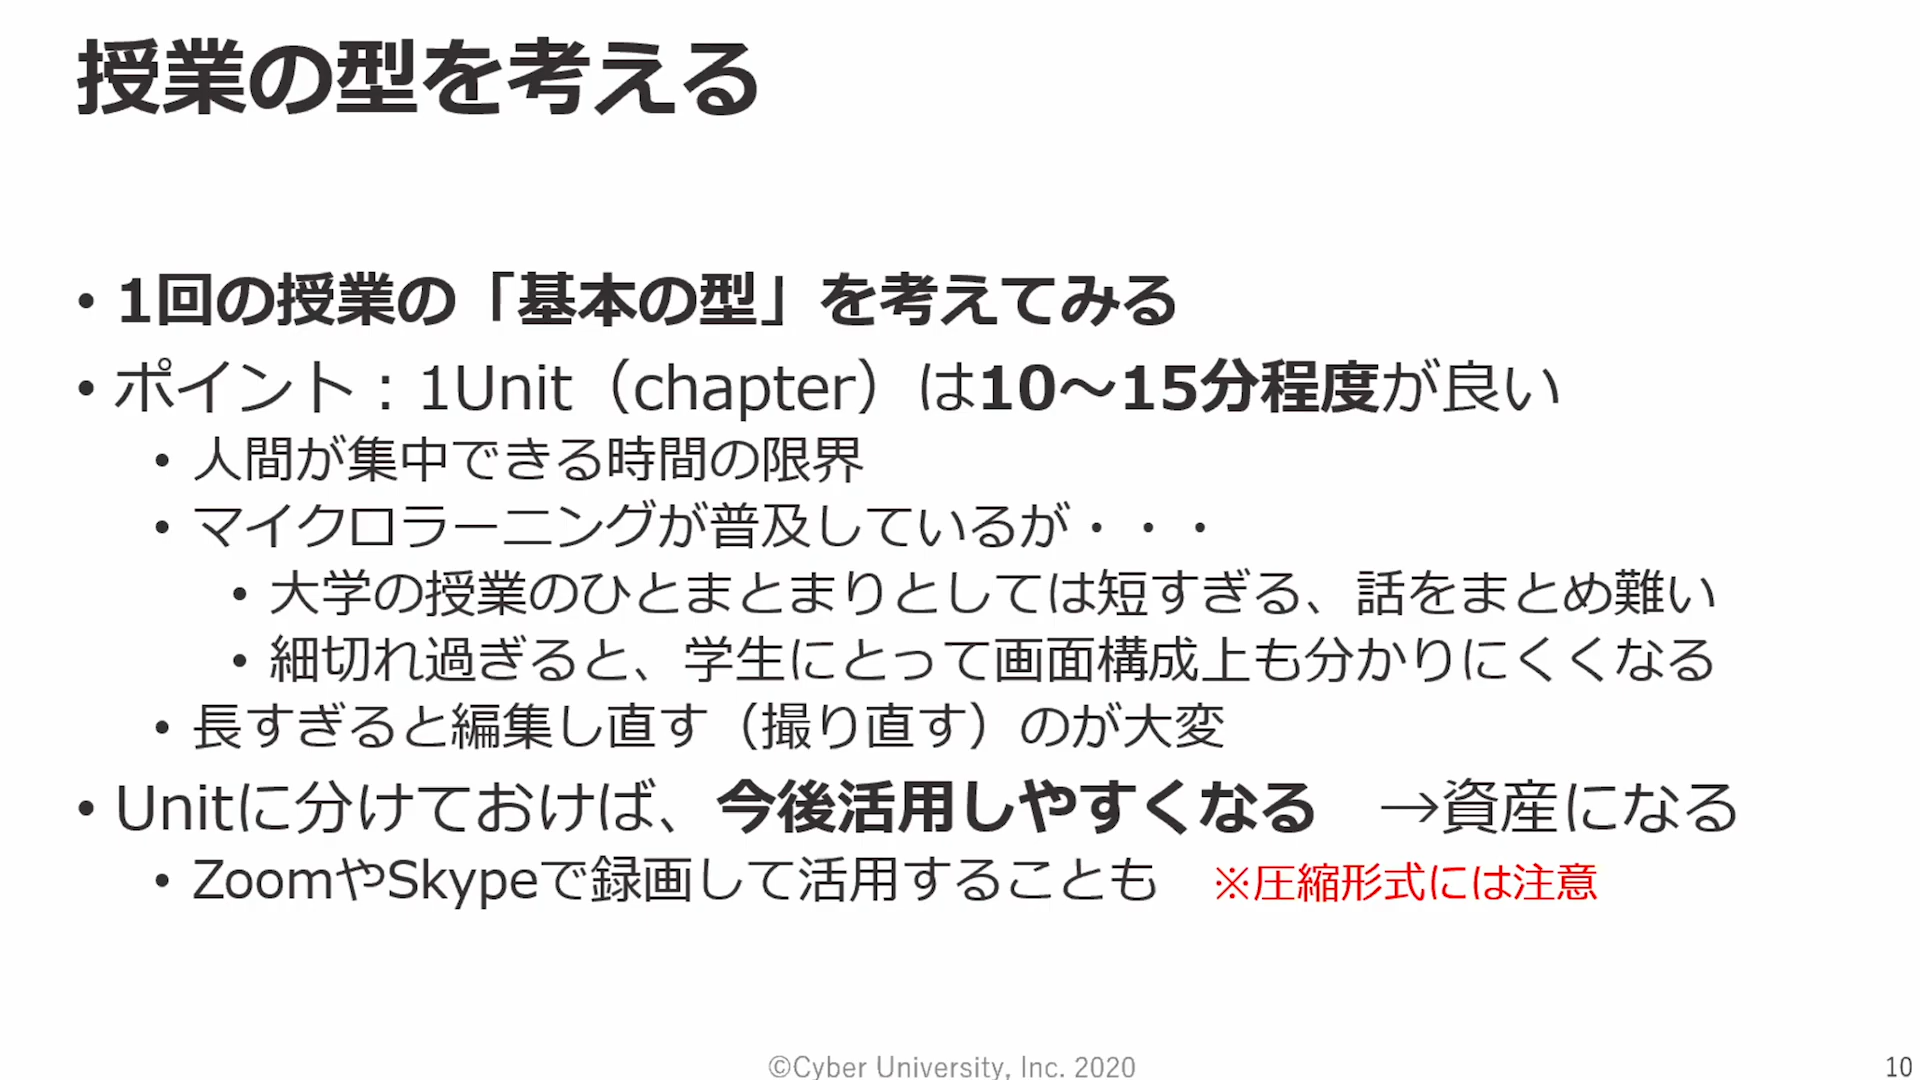 授業の型を考える
• 1回の授業の「基本の型」を考えてみる
• ポイント：1Unit（chapter）は10～15分程度が良い
• 人間が集中できる時間の限界
• マイクロラーニングが普及しているが・・・
• 大学の授業のひとまとまりとしては短すぎる、話をまとめ難い
• 細切れ過ぎると、学生にとって画面構成上も分かりにくくなる
• 長すぎると編集し直す（撮り直す）のが大変
• Unitに分けておけば、今後活用しやすくなる　→資産になる
• ZoomやSkypeで録画して活用することも　※圧縮形式には注意
©Cyber University, Inc. 2020
10